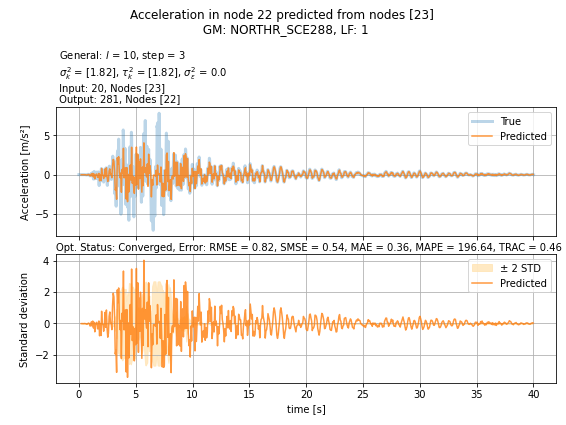 Acceleration in node 22 predicted from nodes [23]
GM: NORTHR_SCE288, LF: 1
General: l = 10, step = 3
σ²ₖ = [1.82], τ²ₖ = [1.82], σ²_ε = 0.0
Input: 20, Nodes [23]
Output: 281, Nodes [22]
Acceleration [m/s²]
5
0
−5
True
Predicted
Opt. Status: Converged, Error: RMSE = 0.82, SMSE = 0.54, MAE = 0.36, MAPE = 196.64, TRAC = 0.46
Standard deviation
4
2
0
−2
± 2 STD
Predicted
0 5 10 15 20 25 30 35 40
time [s]